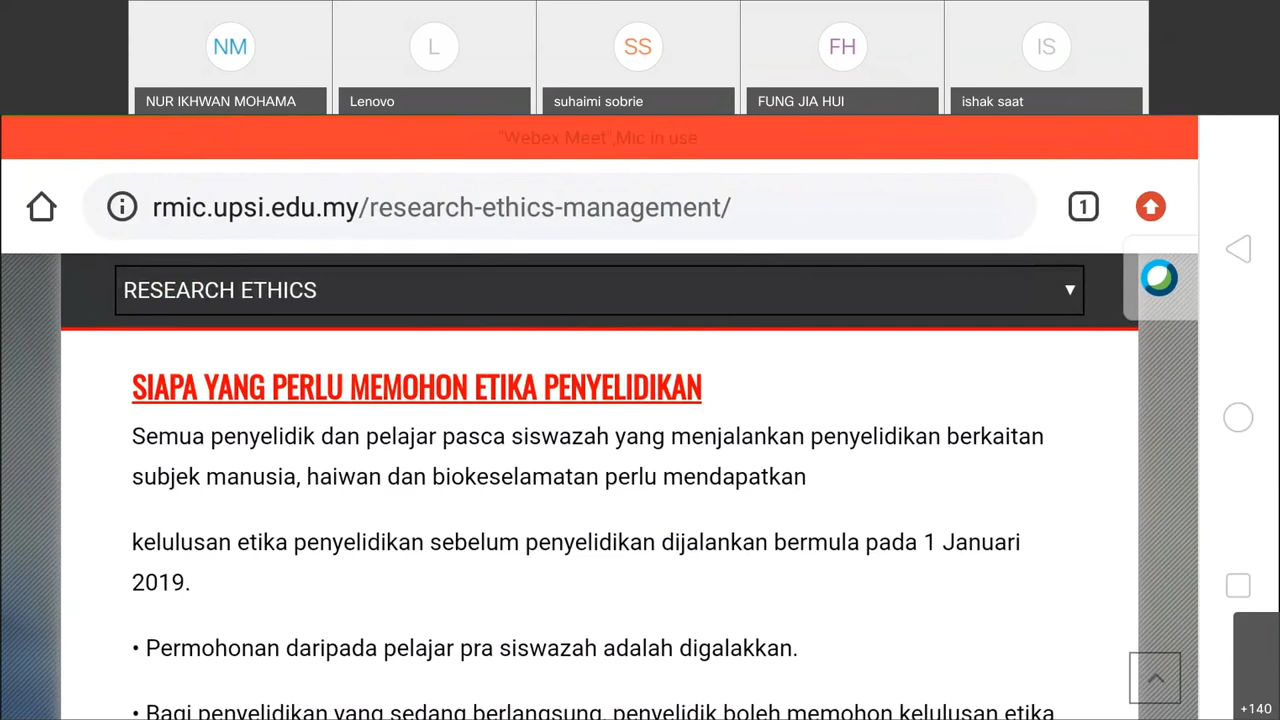 NM
L
SS
FH
IS
NUR IKHWAN MOHAMA
Lenovo
suhaimi sobrie
FUNG JIA HUI
ishak saat
"Webex Meet",Mic in use
rmic.upsi.edu.my/research-ethics-management/
1
RESEARCH ETHICS
SIAPA YANG PERLU MEMOHON ETIKA PENYELIDIKAN
Semua penyelidik dan pelajar pasca siswazah yang menjalankan penyelidikan berkaitan
subjek manusia, haiwan dan biokeselamatan perlu mendapatkan
kelulusan etika penyelidikan sebelum penyelidikan dijalankan bermula pada 1 Januari
2019.
• Permohonan daripada pelajar pra siswazah adalah digalakkan.
• Bagi penyelidikan yang sedang berlangsung, penyelidik boleh memohon kelulusan etika
+140